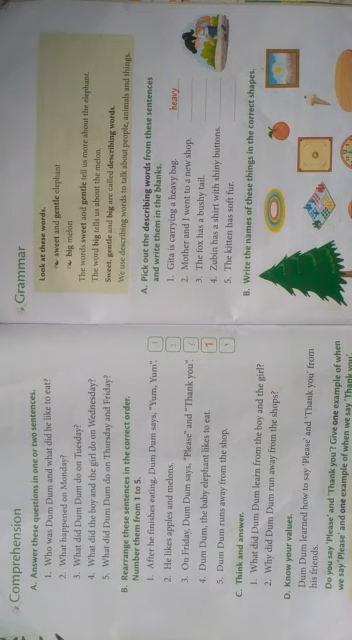 Comprehension
A. Answer these questions in one or two sentences.
1. Who was Dum Dum and what did he like to eat?
2. What happened on Monday?
3. What did Dum Dum do on Tuesday?
4. What did the boy and the girl do on Wednesday?
5. What did Dum Dum do on Thursday and Friday?
B. Rearrange these sentences in the correct order.
Number them from 1 to 5.
1. After he finishes eating, Dum Dum says, "Yum, Yum".
2. He likes apples and melons.
3. On Friday, Dum Dum says, "Please" and "Thank you".
4. Dum Dum, the baby elephant likes to eat. 1
5. Dum Dum runs away from the shop.
C. Think and answer.
1. What did Dum Dum learn from the boy and the girl?
2. Why did Dum Dum run away from the shops?
D. Know your values.
Dum Dum learned how to say 'Please' and 'Thank you' from
his friends.
Do you say 'Please' and 'Thank you'? Give one example of when
we say 'Please' and one example of when we say 'Thank you'
Grammar
Look at these words.
sweet and gentle elephant
big melon
The words sweet and gentle tell us more about the elephant.
The word big tells us about the melon.
Sweet, gentle and big are called describing words.
We use describing words to talk about people, animals and things.
A. Pick out the describing words from these sentences
and write them in the blanks.
1. Gita is carrying a heavy bag. heavy
2. Mother and I went to a new shop.
3. The fox has a bushy tail.
4. Zubin has a shirt with shiny buttons.
5. The kitten has soft fur.
B. Write the names of these things in the correct shapes.